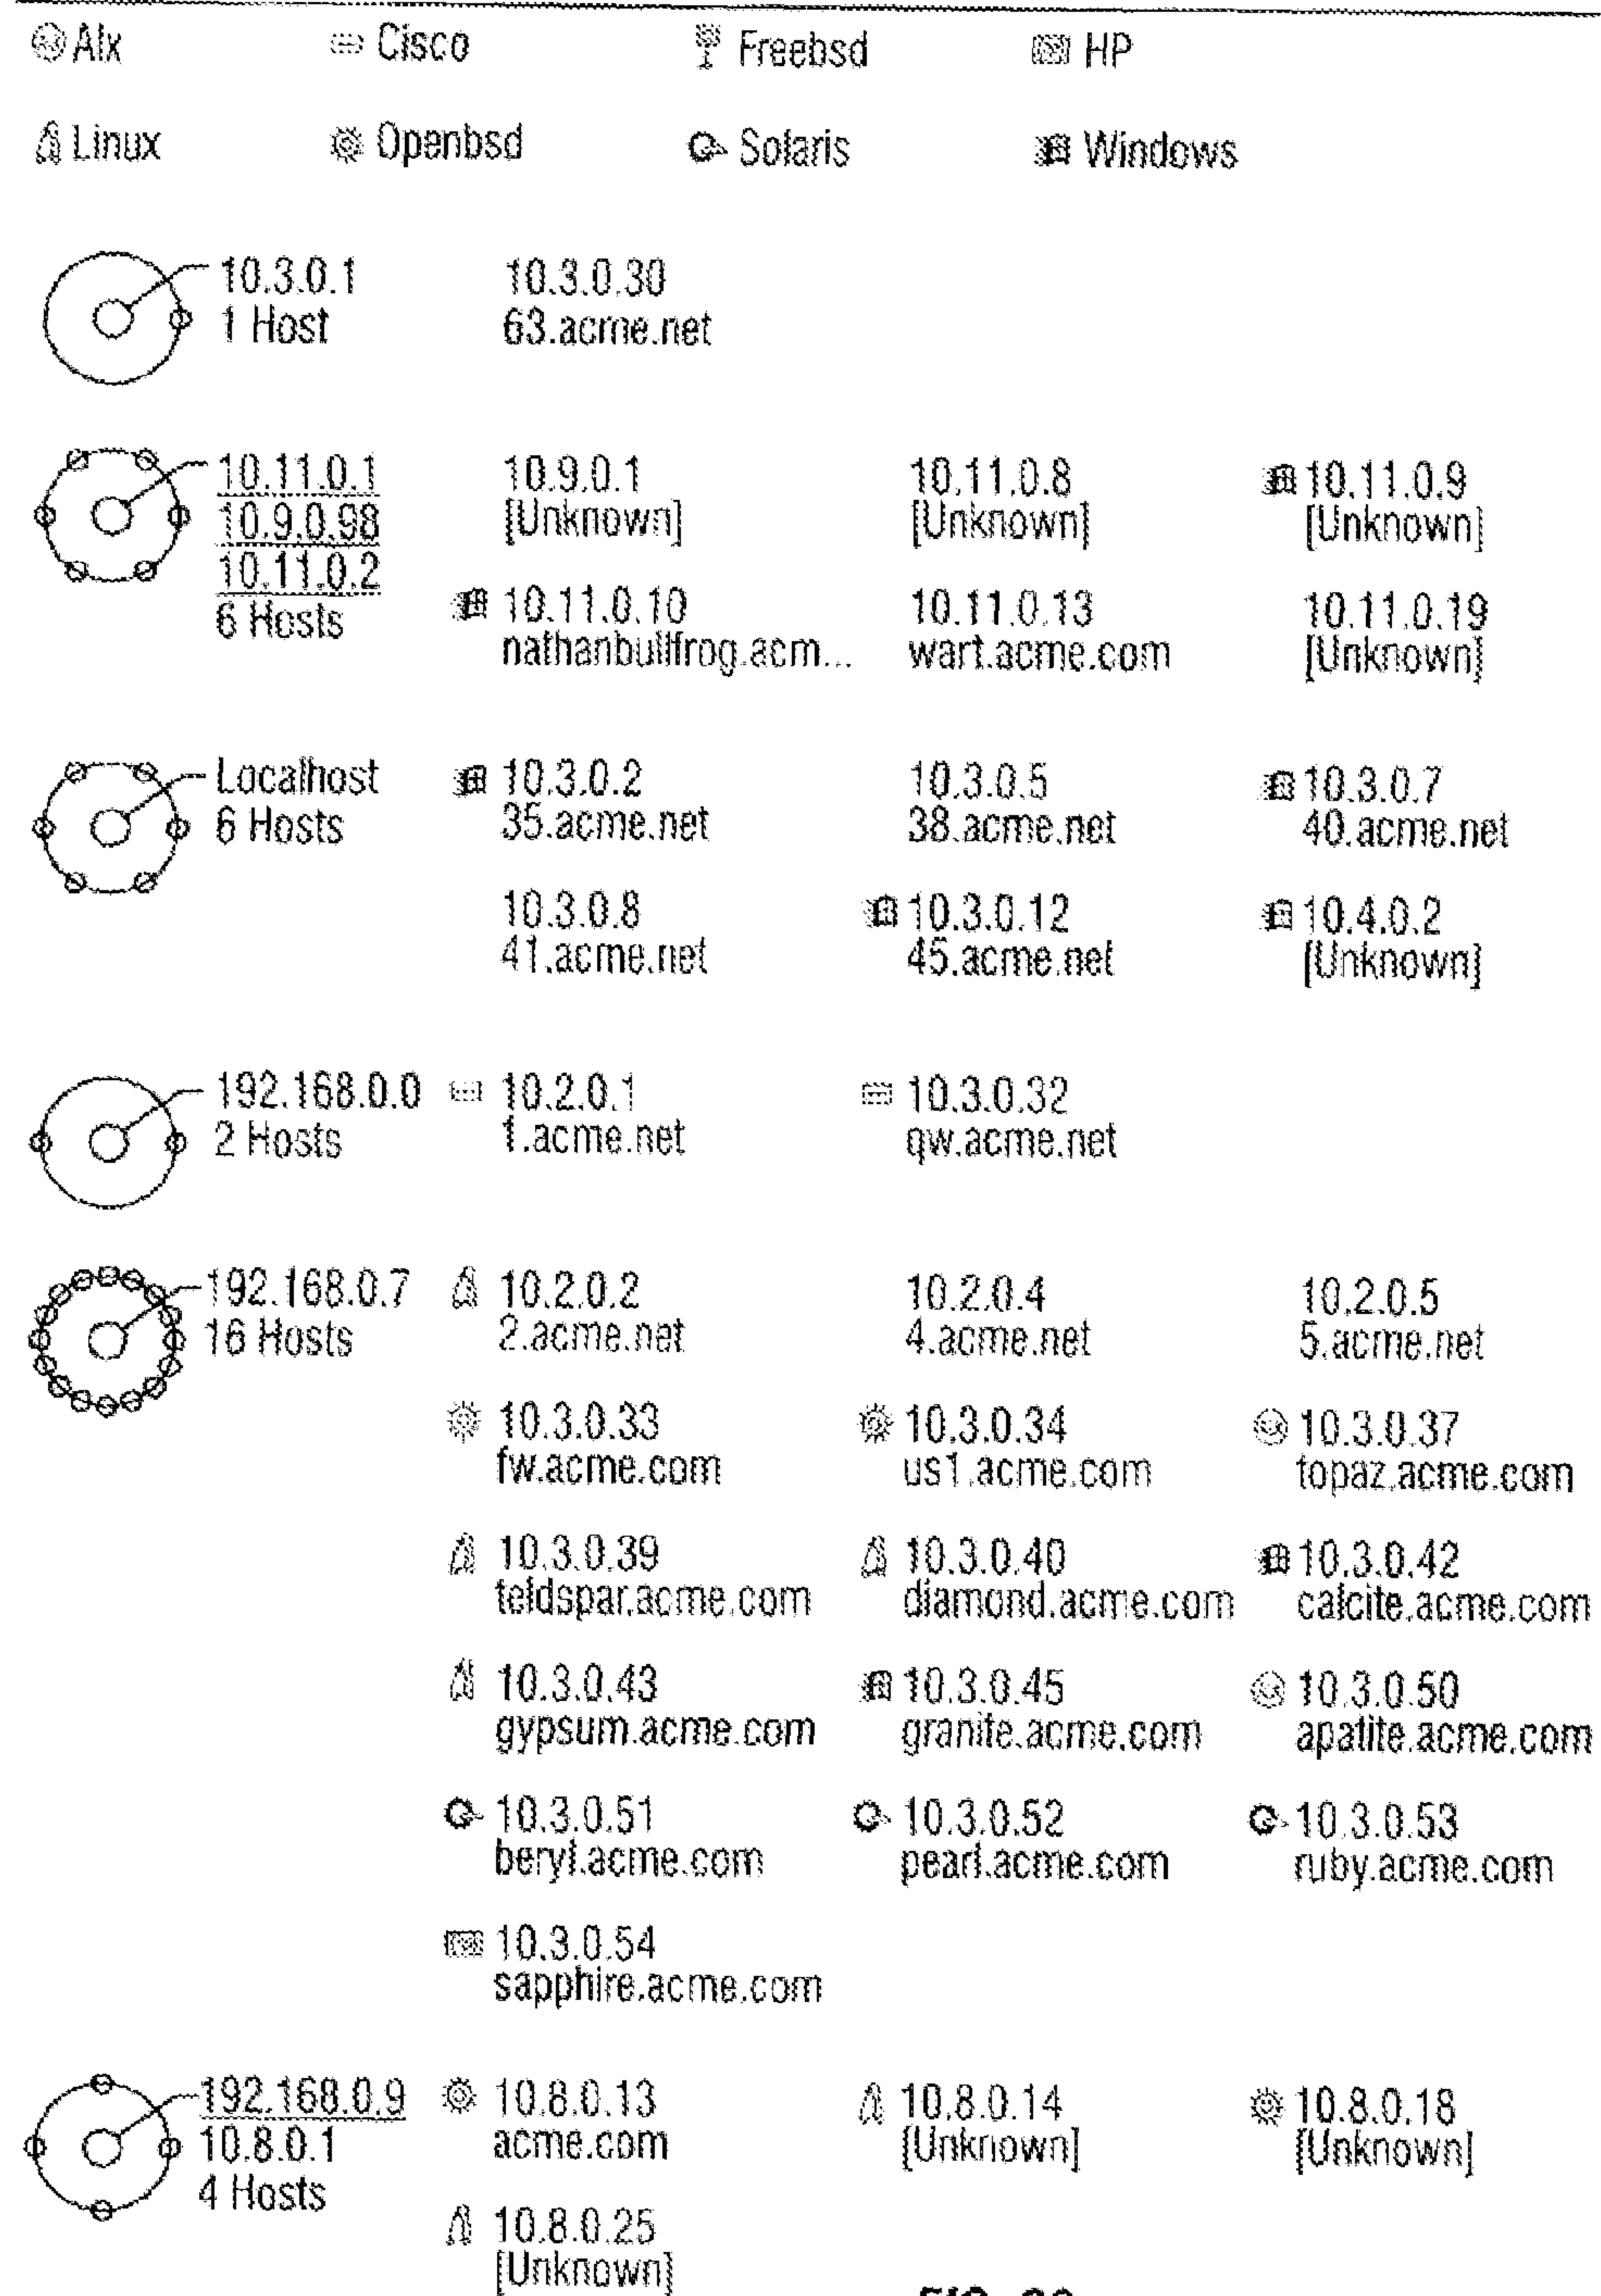 Aix Cisco Freebsd HP
Linux Openbsd Solaris Windows
10.3.0.1 10.3.0.30
1 Host 63.acme.net
10.11.0.1 10.9.0.1 10.11.0.8 10.11.0.9
10.9.0.98 [Unknown] [Unknown] [Unknown]
10.11.0.2 10.11.0.10 10.11.0.13 10.11.0.19
6 Hosts nathanbullfrog.acm... wart.acme.com [Unknown]
Localhost 10.3.0.2 10.3.0.5 10.3.0.7
6 Hosts 35.acme.net 38.acme.net 40.acme.net
10.3.0.8 10.3.0.12 10.4.0.2
41.acme.net 45.acme.net [Unknown]
192.168.0.0 10.2.0.1 10.3.0.32
2 Hosts 1.acme.net qw.acme.net
192.168.0.7 10.2.0.2 10.2.0.4 10.2.0.5
16 Hosts 2.acme.net 4.acme.net 5.acme.net
10.3.0.33 10.3.0.34 10.3.0.37
fw.acme.com us1.acme.com topaz.acme.com
10.3.0.39 10.3.0.40 10.3.0.42
feldspar.acme.com diamond.acme.com calcite.acme.com
10.3.0.43 10.3.0.45 10.3.0.50
gypsum.acme.com granite.acme.com apatite.acme.com
10.3.0.51 10.3.0.52 10.3.0.53
beryl.acme.com pearl.acme.com ruby.acme.com
10.3.0.54
sapphire.acme.com
192.168.0.9 10.8.0.13 10.8.0.14 10.8.0.18
10.8.0.1 acme.com [Unknown] [Unknown]
4 Hosts 10.8.0.25
[Unknown]